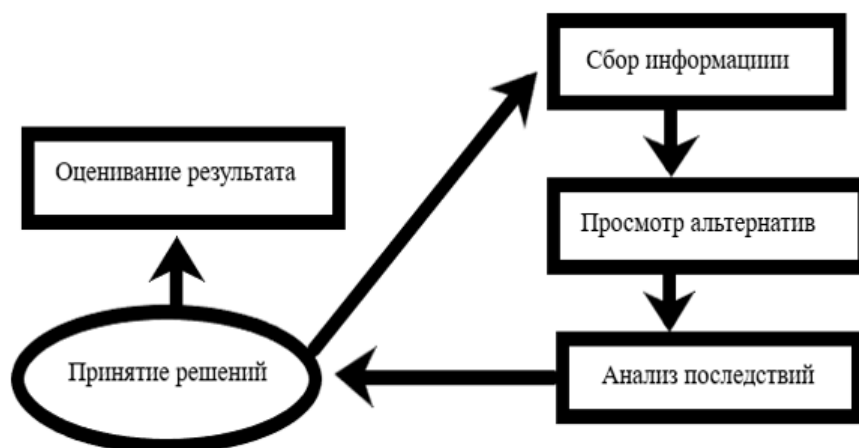 Сбор информациии
Оценивание результата
Просмотр альтернатив
Принятие решений
Анализ последствий